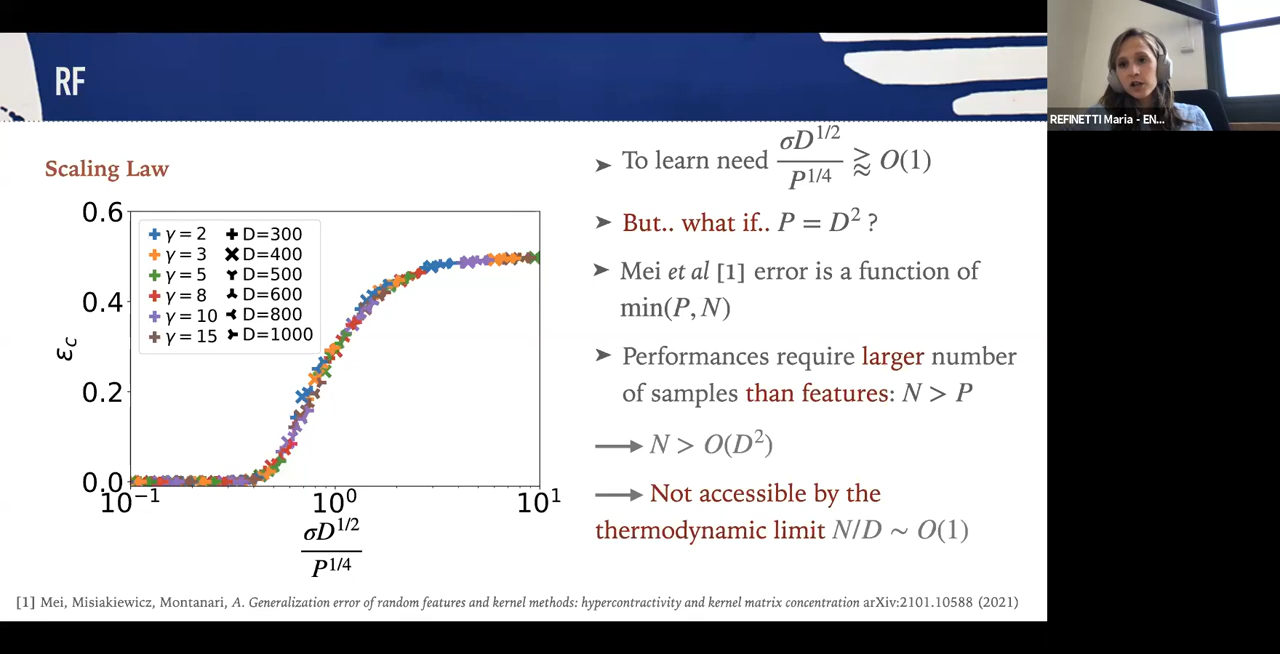 RF
REFINETTI Maria - EN...
Scaling Law
0.6
0.4
0.2
0.0
ε_C
γ = 2
γ = 3
γ = 5
γ = 8
γ = 10
γ = 15
D=300
D=400
D=500
D=600
D=800
D=1000
10^-1
10^0
10^1
σD^1/2
P^1/4
➤ To learn need σD^1/2 / P^1/4 ⪆ O(1)
➤ But.. what if.. P = D^2 ?
➤ Mei et al [1] error is a function of
min(P, N)
➤ Performances require larger number
of samples than features: N > P
⟶ N > O(D^2)
⟶ Not accessible by the
thermodynamic limit N/D ~ O(1)
[1] Mei, Misiakiewicz, Montanari, A. Generalization error of random features and kernel methods: hypercontractivity and kernel matrix concentration arXiv:2101.10588 (2021)